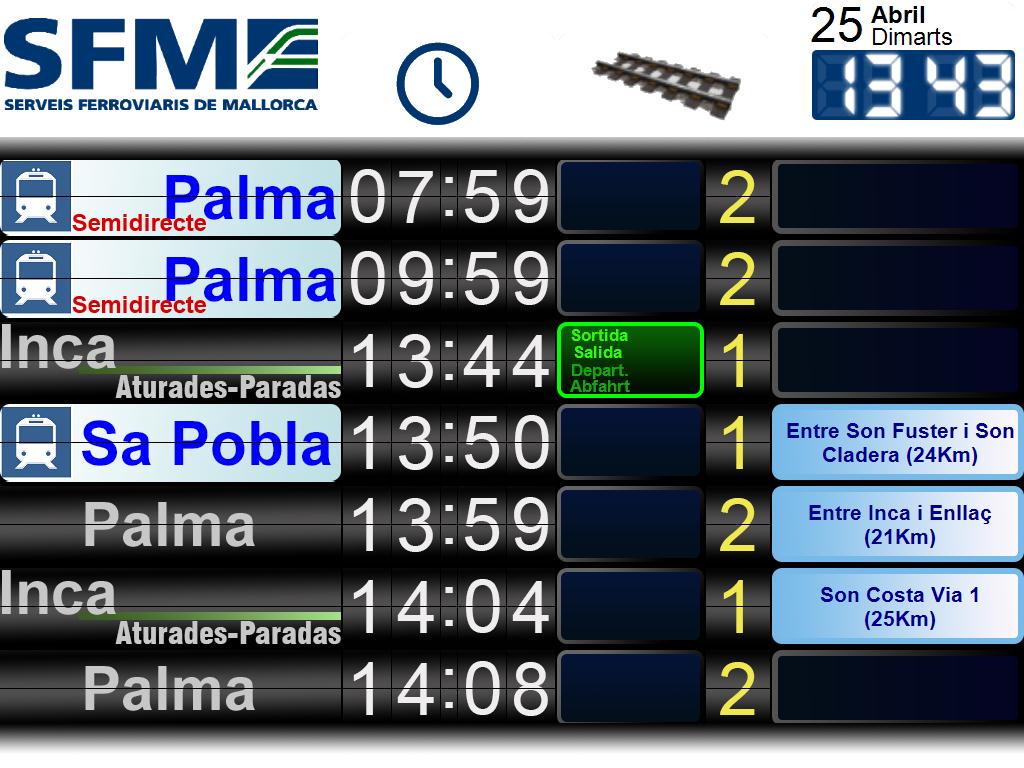 SFM
SERVEIS FERROVIARIS DE MALLORCA
25 Abril
Dimarts
13 43
Palma 07:59 2
Semidirecte
Palma 09:59 2
Semidirecte
Inca 13:44 1
Aturades-Paradas
Sortida
Salida
Depart.
Abfahrt
Sa Pobla 13:50 1
Entre Son Fuster i Son
Cladera (24Km)
Palma 13:59 2
Entre Inca i Enllaç
(21Km)
Inca 14:04 1
Aturades-Paradas
Son Costa Via 1
(25Km)
Palma 14:08 2